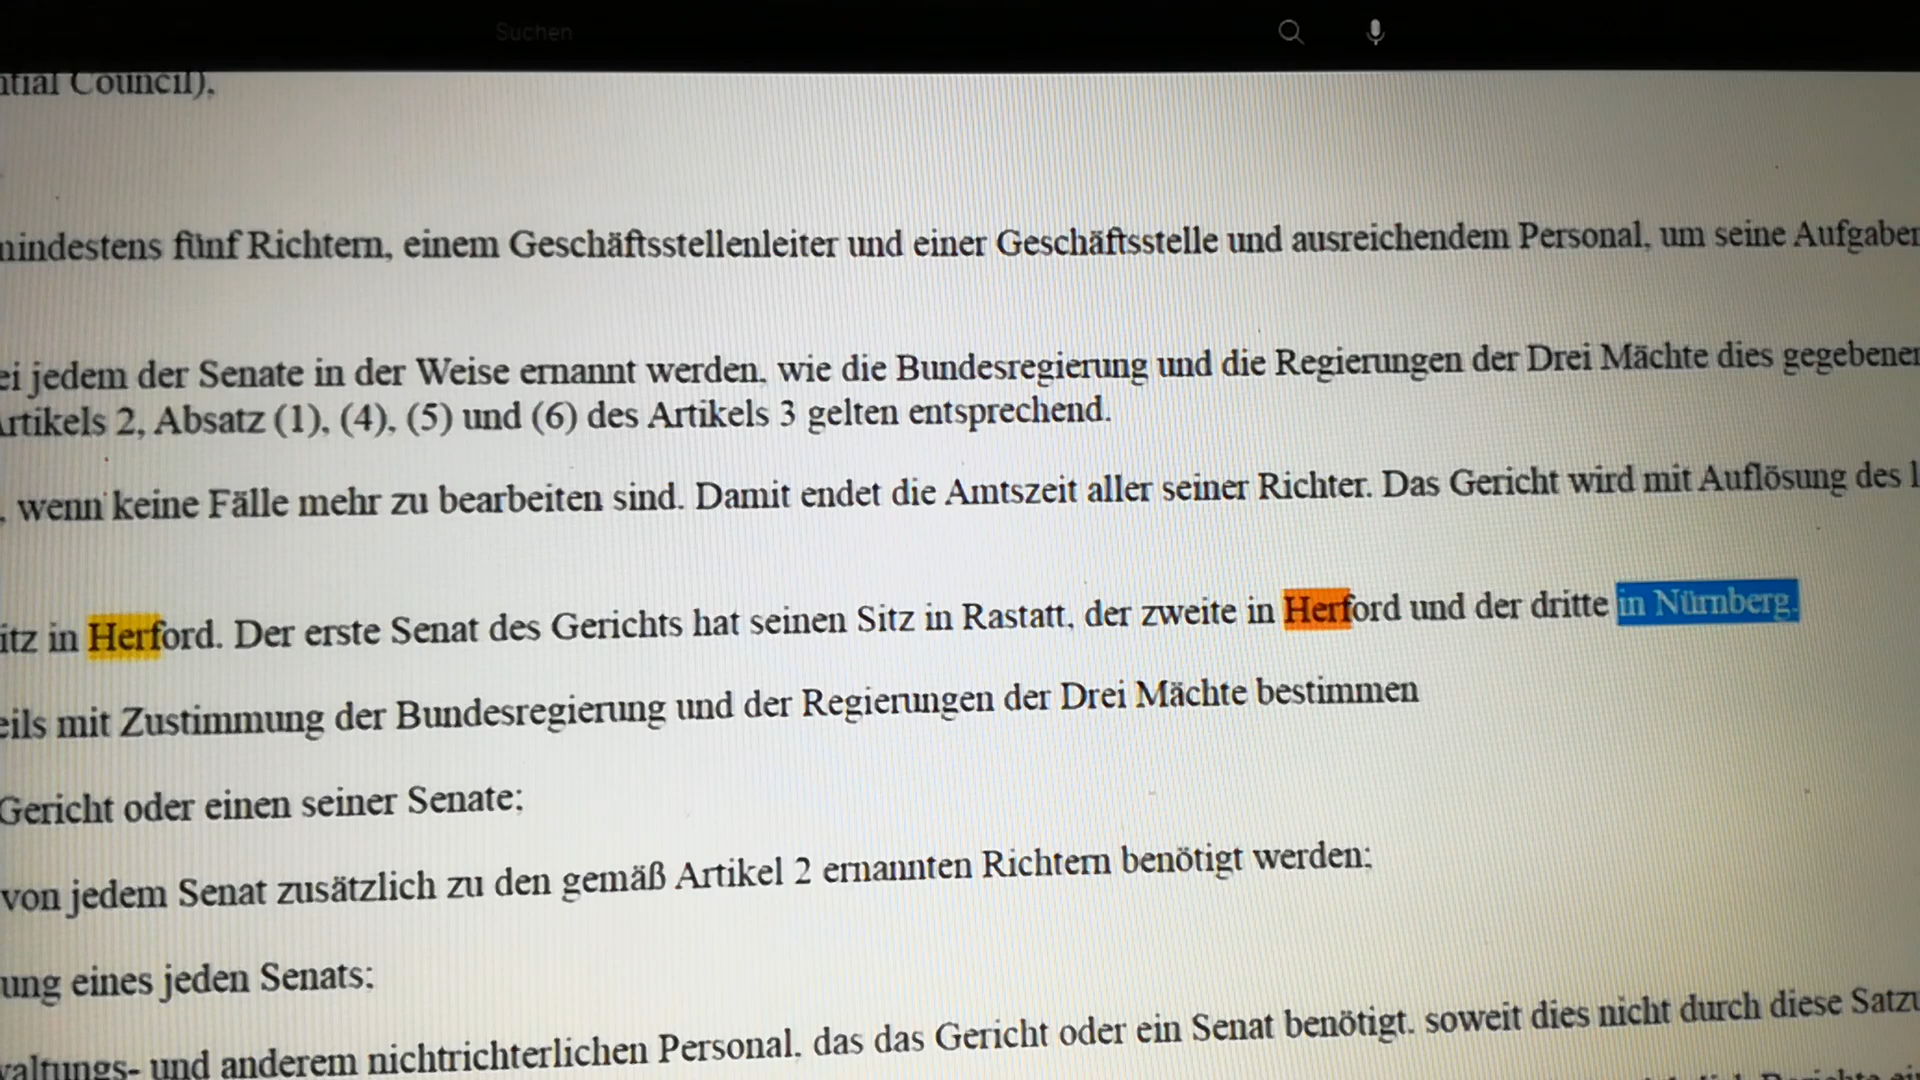 Suchen
ntial Council),
mindestens fünf Richtern, einem Geschäftsstellenleiter und einer Geschäftsstelle und ausreichendem Personal, um seine Aufgaben
ei jedem der Senate in der Weise ernannt werden, wie die Bundesregierung und die Regierungen der Drei Mächte dies gegebenen
Artikels 2, Absatz (1), (4), (5) und (6) des Artikels 3 gelten entsprechend.
, wenn keine Fälle mehr zu bearbeiten sind. Damit endet die Amtszeit aller seiner Richter. Das Gericht wird mit Auflösung des
itz in Herford. Der erste Senat des Gerichts hat seinen Sitz in Rastatt, der zweite in Herford und der dritte in Nürnberg.
eils mit Zustimmung der Bundesregierung und der Regierungen der Drei Mächte bestimmen
Gericht oder einen seiner Senate;
von jedem Senat zusätzlich zu den gemäß Artikel 2 ernannten Richtern benötigt werden;
ung eines jeden Senats;
valtungs- und anderem nichtrichterlichen Personal, das das Gericht oder ein Senat benötigt, soweit dies nicht durch diese Satzu